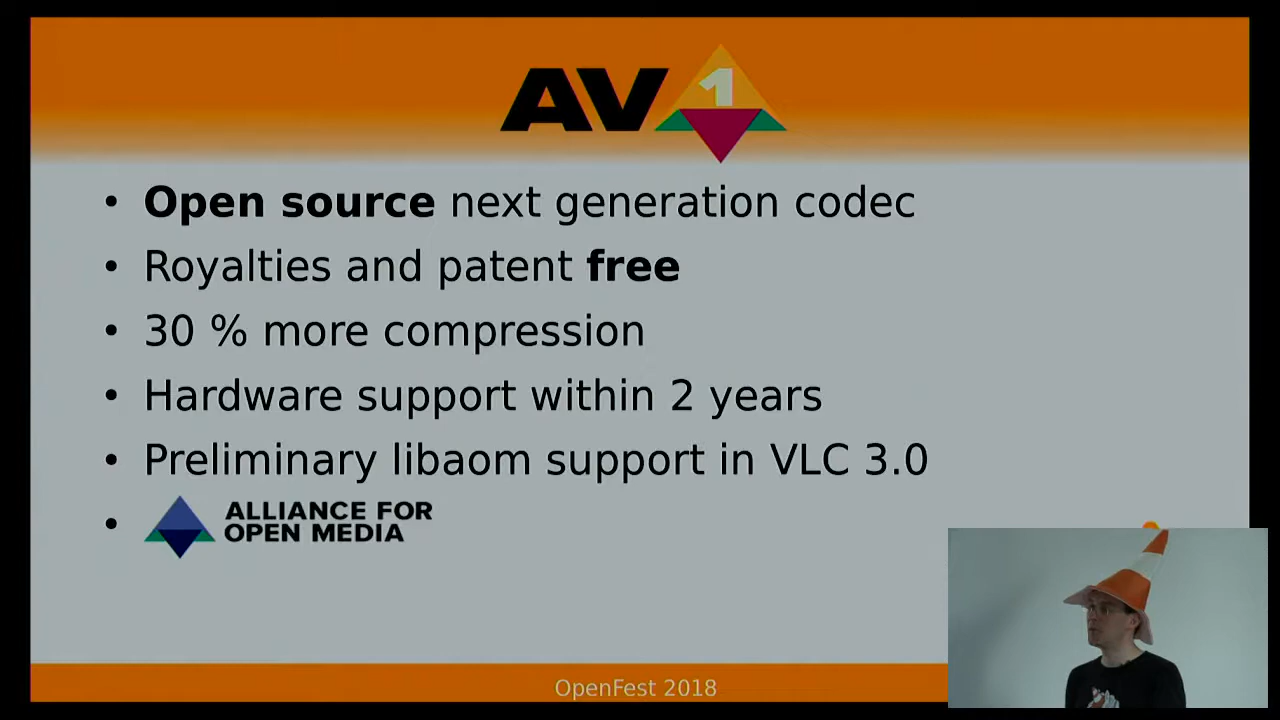 AV1
Open source next generation codec
Royalties and patent free
30 % more compression
Hardware support within 2 years
Preliminary libaom support in VLC 3.0
ALLIANCE FOR
OPEN MEDIA
OpenFest 2018